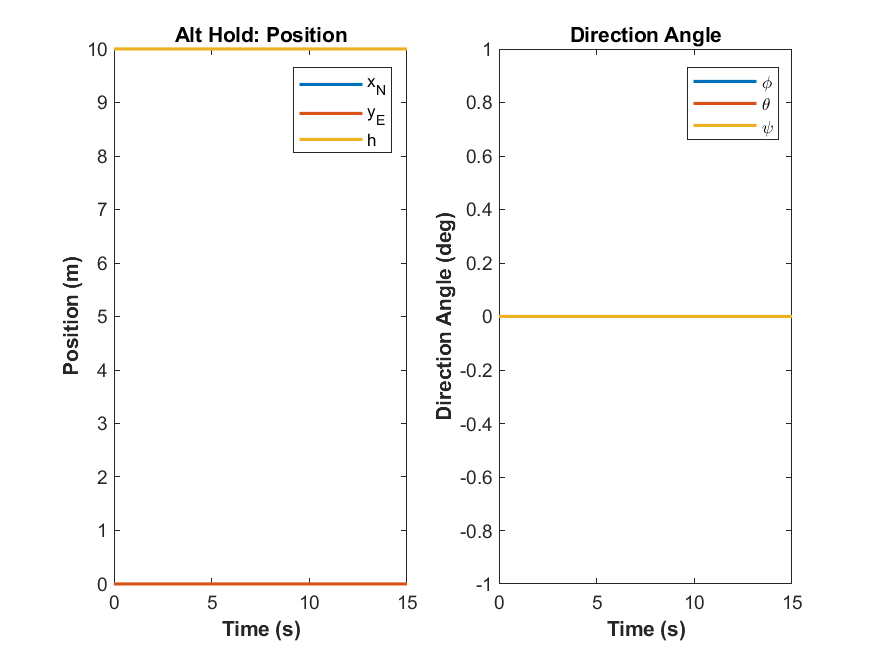 Alt Hold: Position
10
9
8
7
6
5
4
3
2
1
0
Position (m)
x_N
y_E
h
0
5
10
15
Time (s)
Direction Angle
1
0.8
0.6
0.4
0.2
0
-0.2
-0.4
-0.6
-0.8
-1
Direction Angle (deg)
ϕ
θ
ψ
0
5
10
15
Time (s)